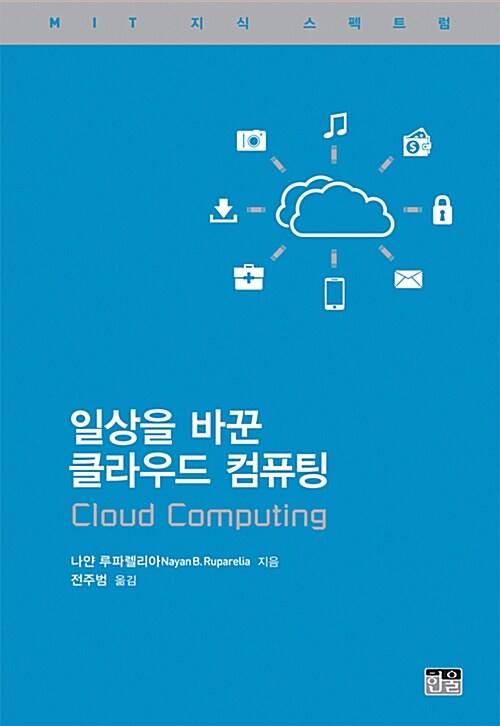 MIT 지식 스펙트럼
$
일상을 바꾼
클라우드 컴퓨팅
Cloud Computing
나얀 루파렐리아Nayan B. Ruparelia 지음
전주범 옮김
한울